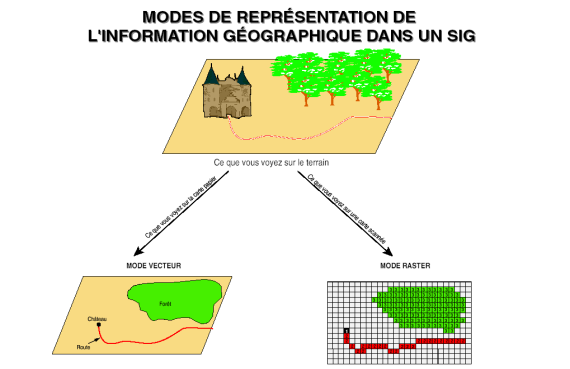 MODES DE REPRÉSENTATION DE
L'INFORMATION GÉOGRAPHIQUE DANS UN SIG
Ce que vous voyez sur le terrain
Ce que vous voyez sur la carte papier
Ce que vous voyez sur une carte scannée
MODE VECTEUR
MODE RASTER
Forêt
Château
Route